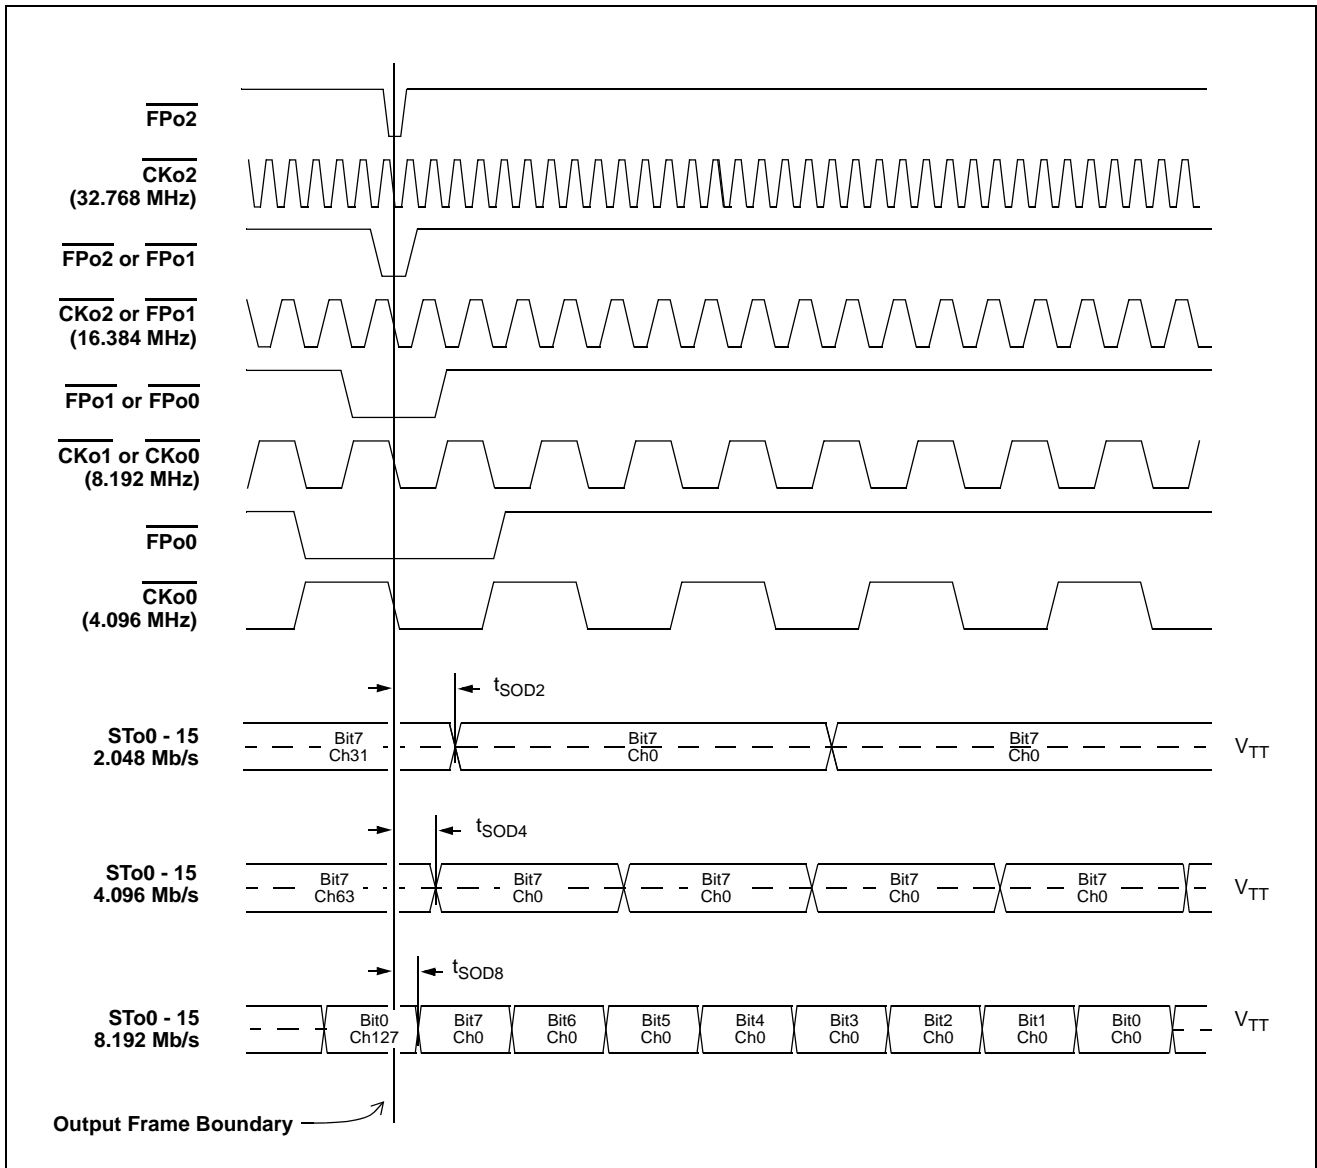 FPo2
CKo2
(32.768 MHz)
FPo2 or FPo1
CKo2 or FPo1
(16.384 MHz)
FPo1 or FPo0
CKo1 or CKo0
(8.192 MHz)
FPo0
CKo0
(4.096 MHz)
tSOD2
STo0 - 15
2.048 Mb/s
Bit7
Ch31
Bit7
Ch0
Bit7
Ch0
VTT
tSOD4
STo0 - 15
4.096 Mb/s
Bit7
Ch63
Bit7
Ch0
Bit7
Ch0
Bit7
Ch0
Bit7
Ch0
VTT
tSOD8
STo0 - 15
8.192 Mb/s
Bit0
Ch127
Bit7
Ch0
Bit6
Ch0
Bit5
Ch0
Bit4
Ch0
Bit3
Ch0
Bit2
Ch0
Bit1
Ch0
Bit0
Ch0
VTT
Output Frame Boundary